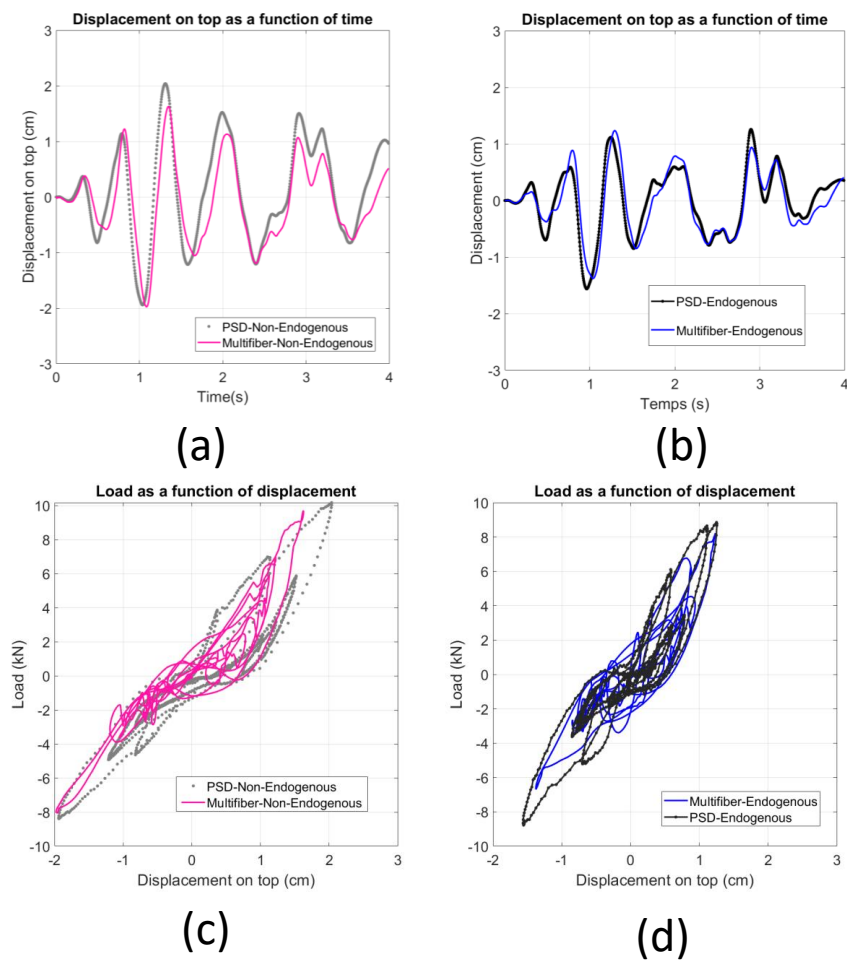 Displacement on top as a function of time
3
2
1
0
-1
-2
-3
Displacement on top (cm)
PSD-Non-Endogenous
Multifiber-Non-Endogenous
0
1
2
3
4
Time(s)
(a)
Displacement on top as a function of time
3
2
1
0
-1
-2
-3
Displacement (cm)
PSD-Endogenous
Multifiber-Endogenous
0
1
2
3
4
Temps (s)
(b)
Load as a function of displacement
10
8
6
4
2
0
-2
-4
-6
-8
-10
Load (kN)
PSD-Non-Endogenous
Multifiber-Non-Endogenous
-2
-1
0
1
2
3
Displacement on top (cm)
(c)
Load as a function of displacement
10
8
6
4
2
0
-2
-4
-6
-8
-10
Load (kN)
Multifiber-Endogenous
PSD-Endogenous
-2
-1
0
1
2
3
Displacement on top (cm)
(d)